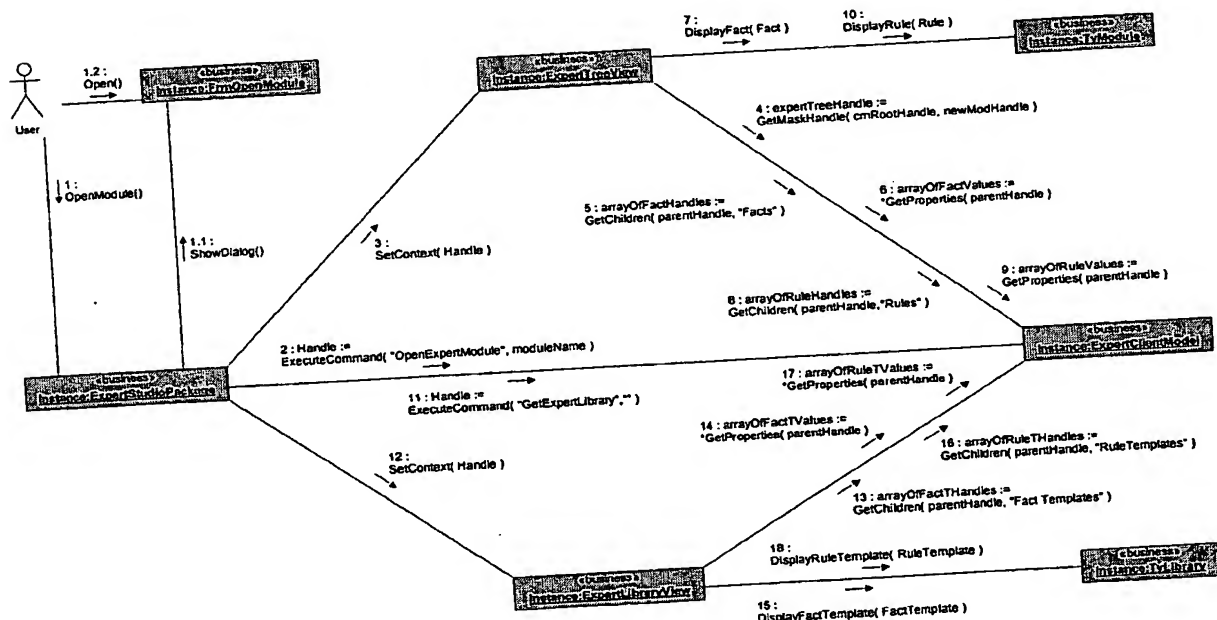 7 :
DisplayFact( Fact )
10 :
DisplayRule( Rule )
«business»
Instance:TvModule
1.2 :
Open()
«business»
Instance:FrmOpenModule
«business»
Instance:ExpertTreeView
User
4 : expertTreeHandle :=
GetMaskHandle( cmRootHandle, newModHandle )
1 :
OpenModule()
5 : arrayOfFactHandles :=
GetChildren( parentHandle, "Facts" )
6 : arrayOfFactValues :=
*GetProperties( parentHandle )
1.1 :
ShowDialog()
3 :
SetContext( Handle )
9 : arrayOfRuleValues :=
GetProperties( parentHandle )
8 : arrayOfRuleHandles :=
GetChildren( parentHandle,"Rules" )
2 : Handle :=
ExecuteCommand( "OpenExpertModule", moduleName )
«business»
Instance:ExpertClientModel
«business»
Instance:ExpertStudioPackage
11 : Handle :=
ExecuteCommand( "GetExpertLibrary","" )
17 : arrayOfRuleTValues :=
*GetProperties( parentHandle )
14 : arrayOfFactTValues :=
*GetProperties( parentHandle )
12 :
SetContext( Handle )
16 : arrayOfRuleTHandles :=
GetChildren( parentHandle, "RuleTemplates" )
13 : arrayOfFactTHandles :=
GetChildren( parentHandle, "Fact Templates" )
18 :
DisplayRuleTemplate( RuleTemplate )
«business»
Instance:TvLibrary
«business»
Instance:ExpertLibraryView
15 :
DisplayFactTemplate( FactTemplate )